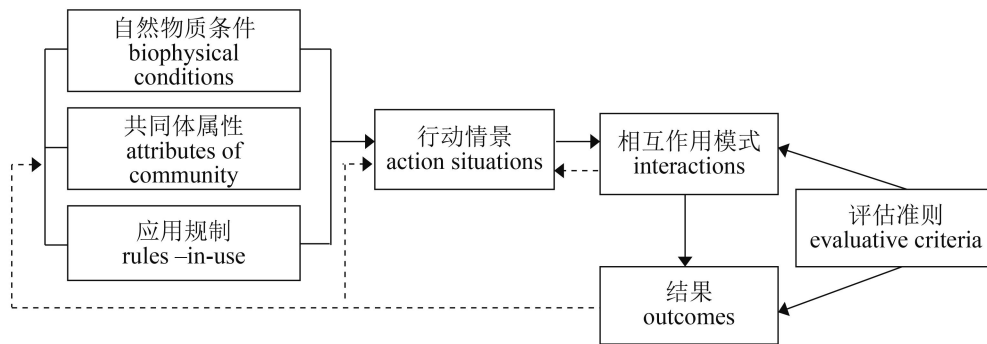 自然物质条件
biophysical
conditions
共同体属性
attributes of
community
应用规制
rules –in-use
行动情景
action situations
相互作用模式
interactions
评估准则
evaluative criteria
结果
outcomes